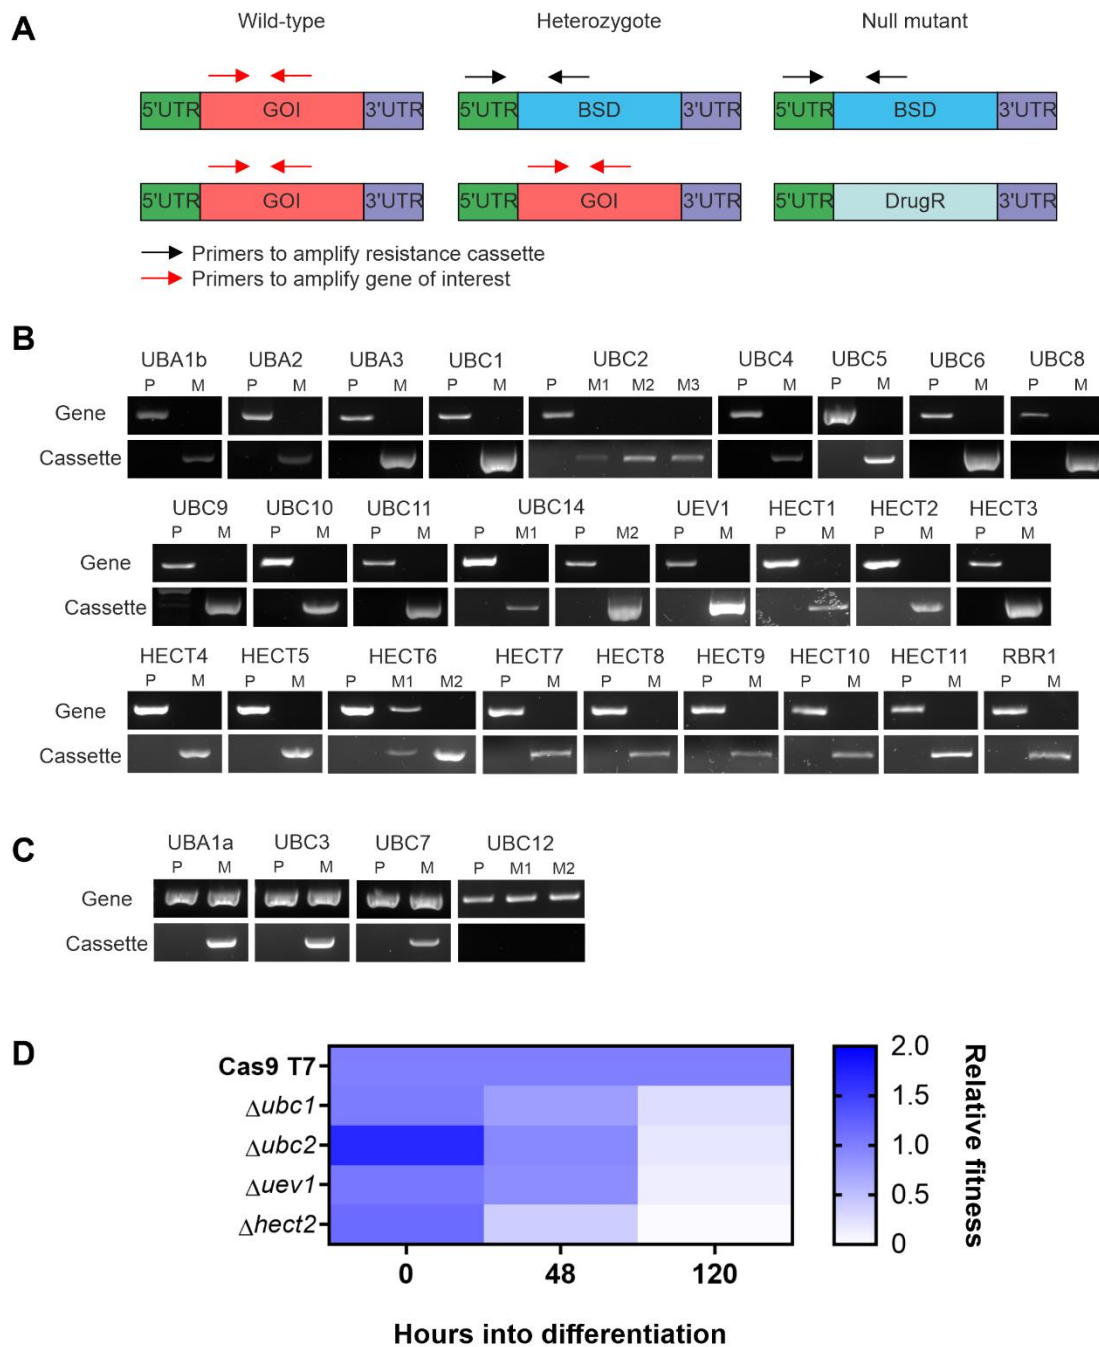 A
Wild-type Heterozygote Null mutant
5'UTR GOI 3'UTR 5'UTR BSD 3'UTR 5'UTR BSD 3'UTR
5'UTR GOI 3'UTR 5'UTR GOI 3'UTR 5'UTR DrugR 3'UTR
Primers to amplify resistance cassette
Primers to amplify gene of interest
B
UBA1b UBA2 UBA3 UBC1 UBC2 UBC4 UBC5 UBC6 UBC8
P M P M P M P M P M1 M2 M3 P M P M P M P M
Gene
Cassette
UBC9 UBC10 UBC11 UBC14 UEV1 HECT1 HECT2 HECT3
P M P M P M P M1 P M2 P M P M P M P M
Gene
Cassette
HECT4 HECT5 HECT6 HECT7 HECT8 HECT9 HECT10 HECT11 RBR1
P M P M P M1 M2 P M P M P M P M P M P M
Gene
Cassette
C
UBA1a UBC3 UBC7 UBC12
P M P M P M P M1 M2
Gene
Cassette
D
Cas9 T7
Δubc1
Δubc2
Δuev1
Δhect2
0 48 120
Hours into differentiation
2.0
1.5
1.0
0.5
0
Relative fitness